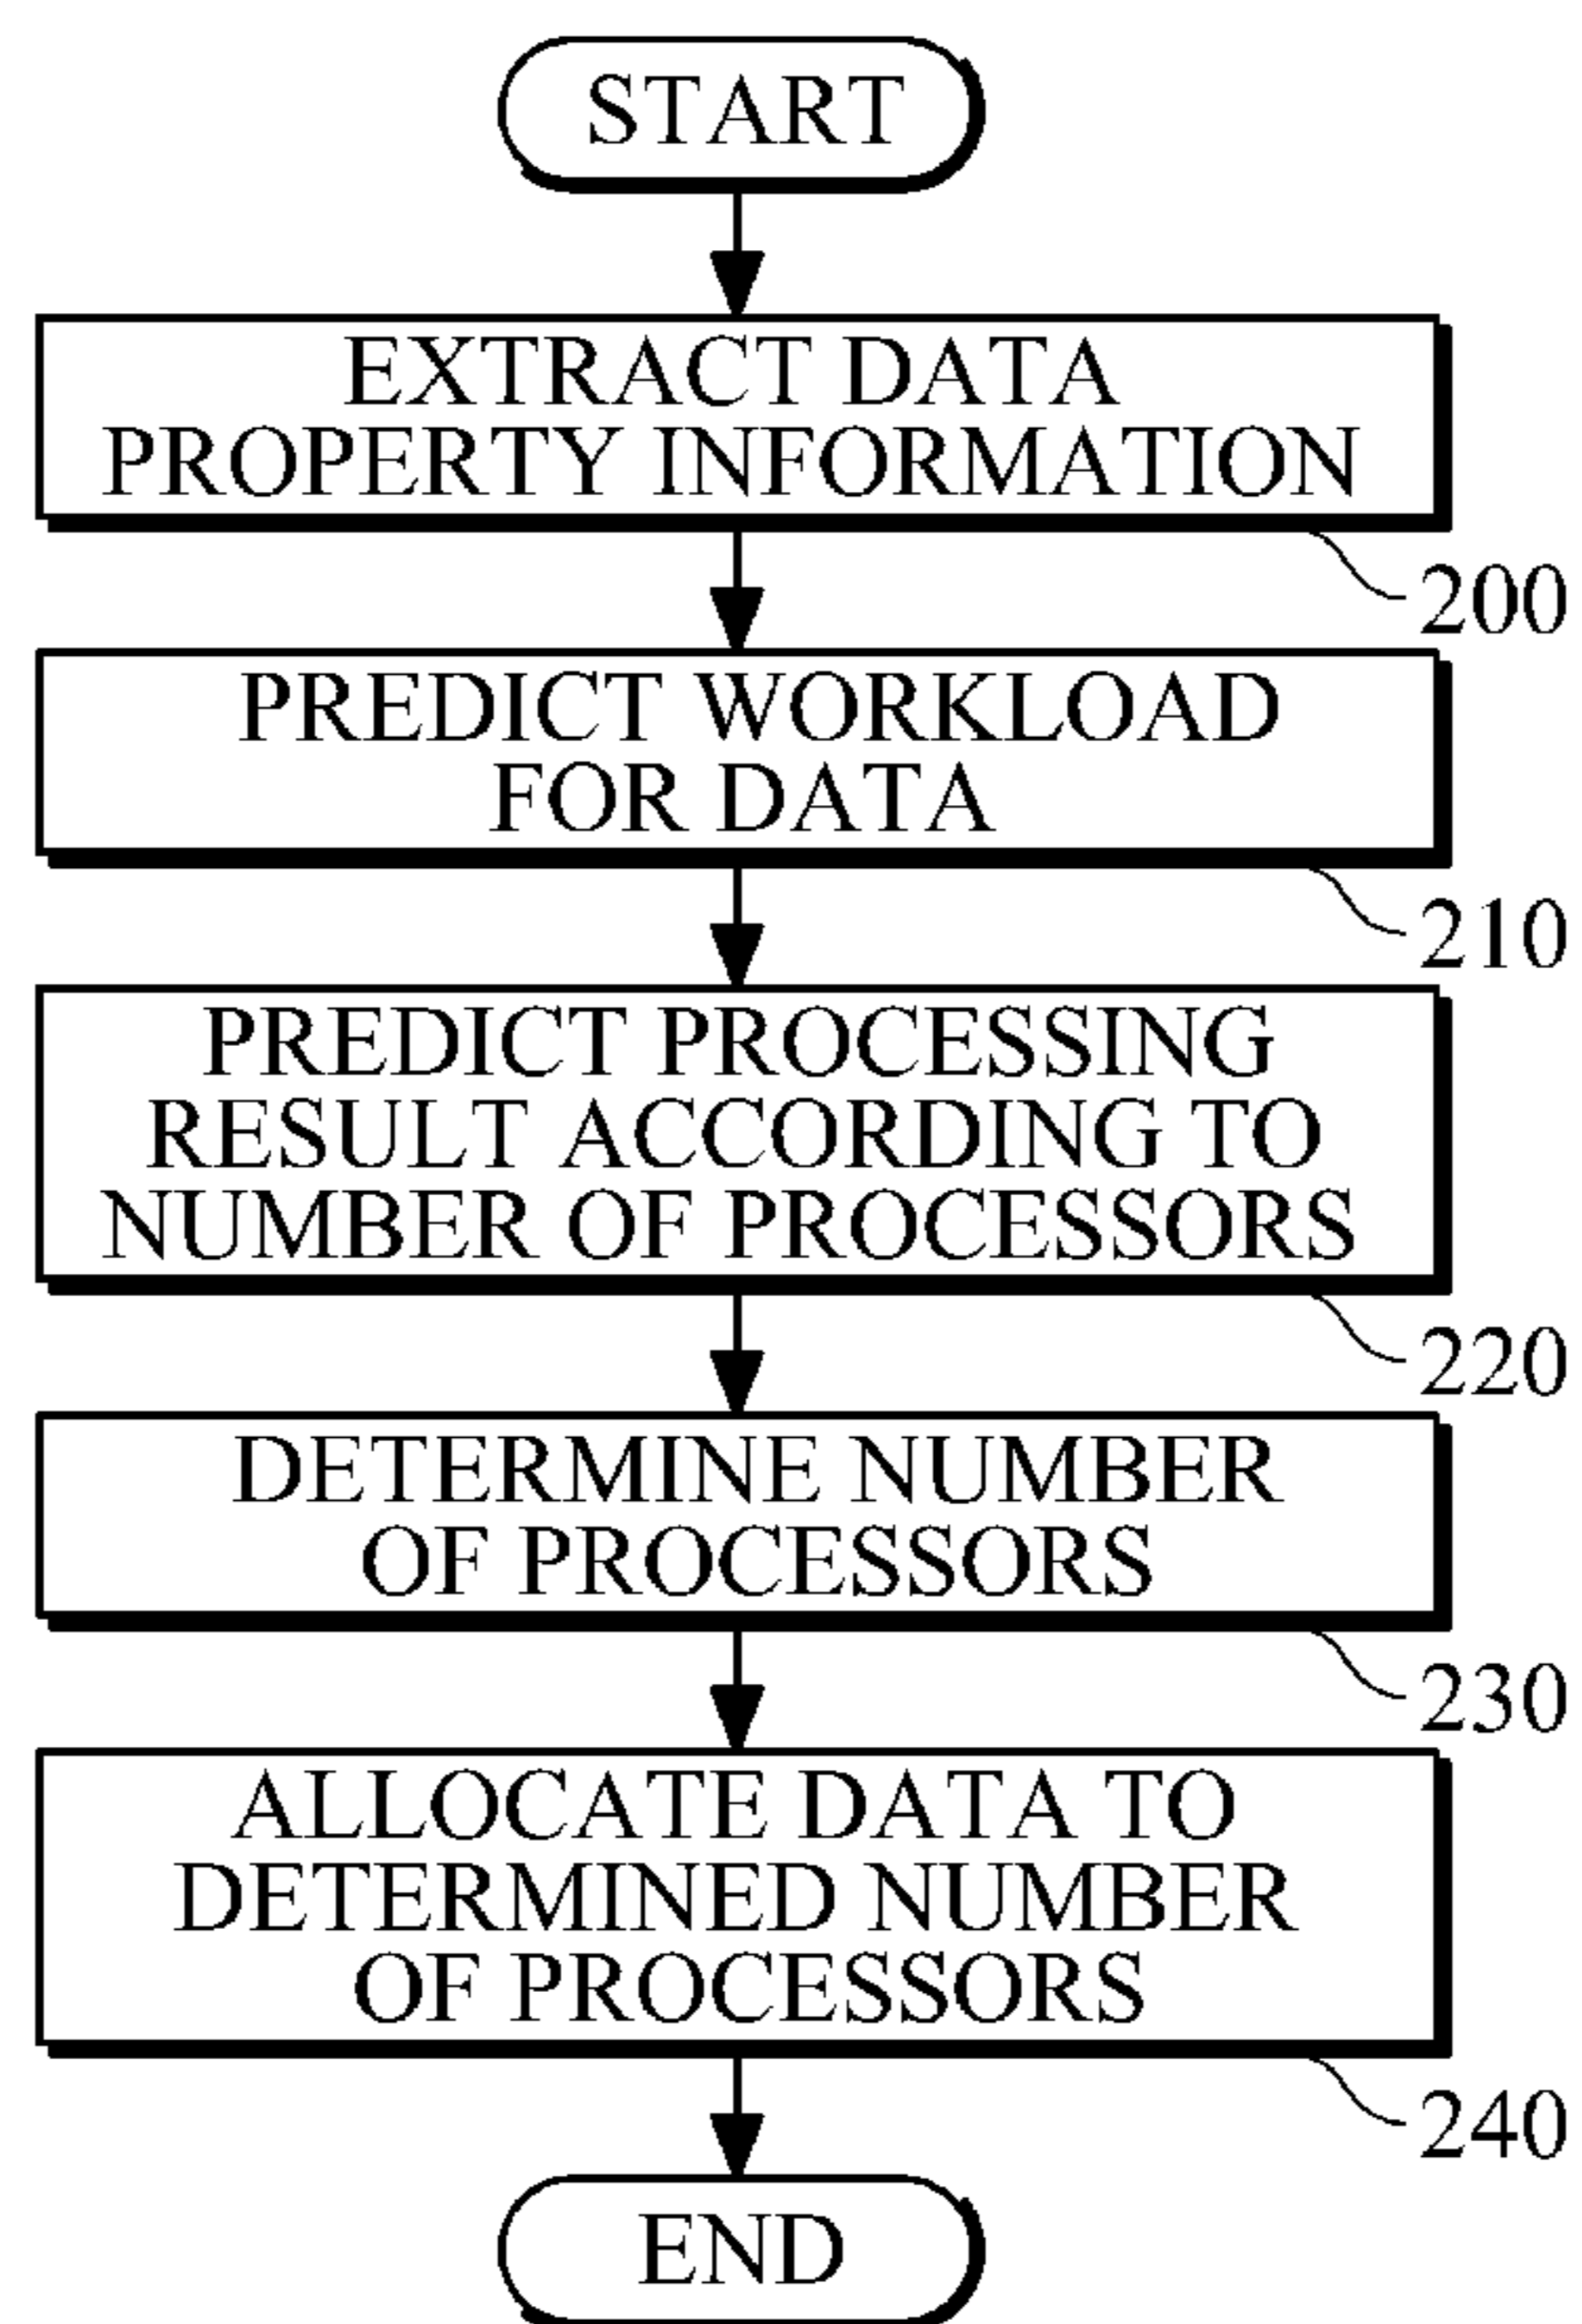 START
EXTRACT DATA
PROPERTY INFORMATION
200
PREDICT WORKLOAD
FOR DATA
210
PREDICT PROCESSING
RESULT ACCORDING TO
NUMBER OF PROCESSORS
220
DETERMINE NUMBER
OF PROCESSORS
230
ALLOCATE DATA TO
DETERMINED NUMBER
OF PROCESSORS
240
END